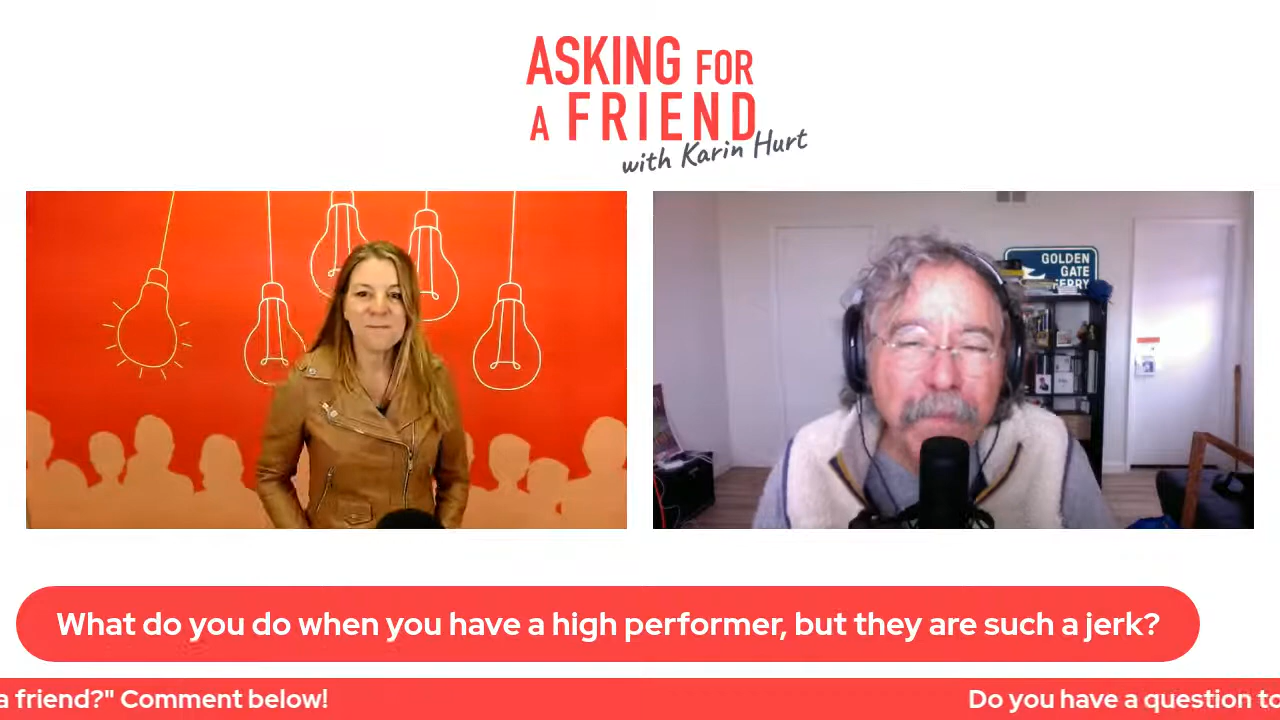 ASKING FOR
A FRIEND
with Karin Hurt
GOLDEN
GATE
FERRY
What do you do when you have a high performer, but they are such a jerk?
a friend?" Comment below! Do you have a question to